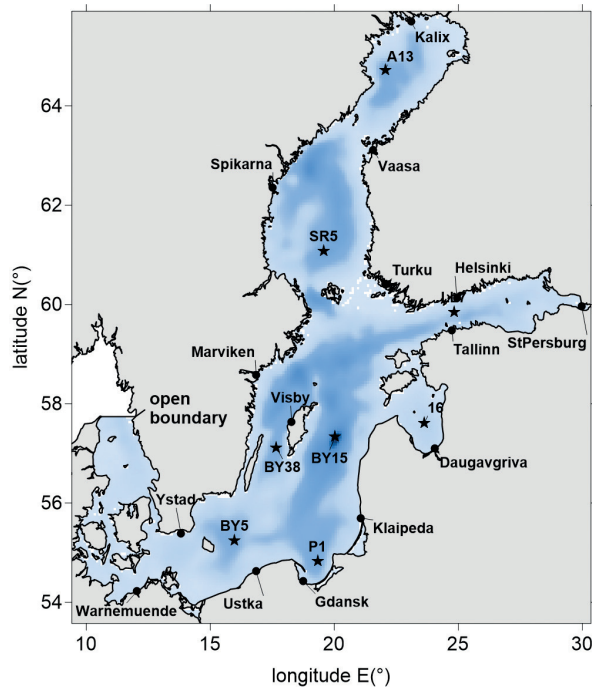 Kalix
A13
64
Spikarna
Vaasa
62
SR5
Turku
Helsinki
60
latitude N(°)
StPersburg
Marviken
Tallinn
open
boundary
Visby
58
16
BY38
BY15
Daugavgriva
Ystad
56
BY5
Klaipeda
P1
54
Warnemuende
Ustka
Gdansk
10
15
20
25
30
longitude E(°)